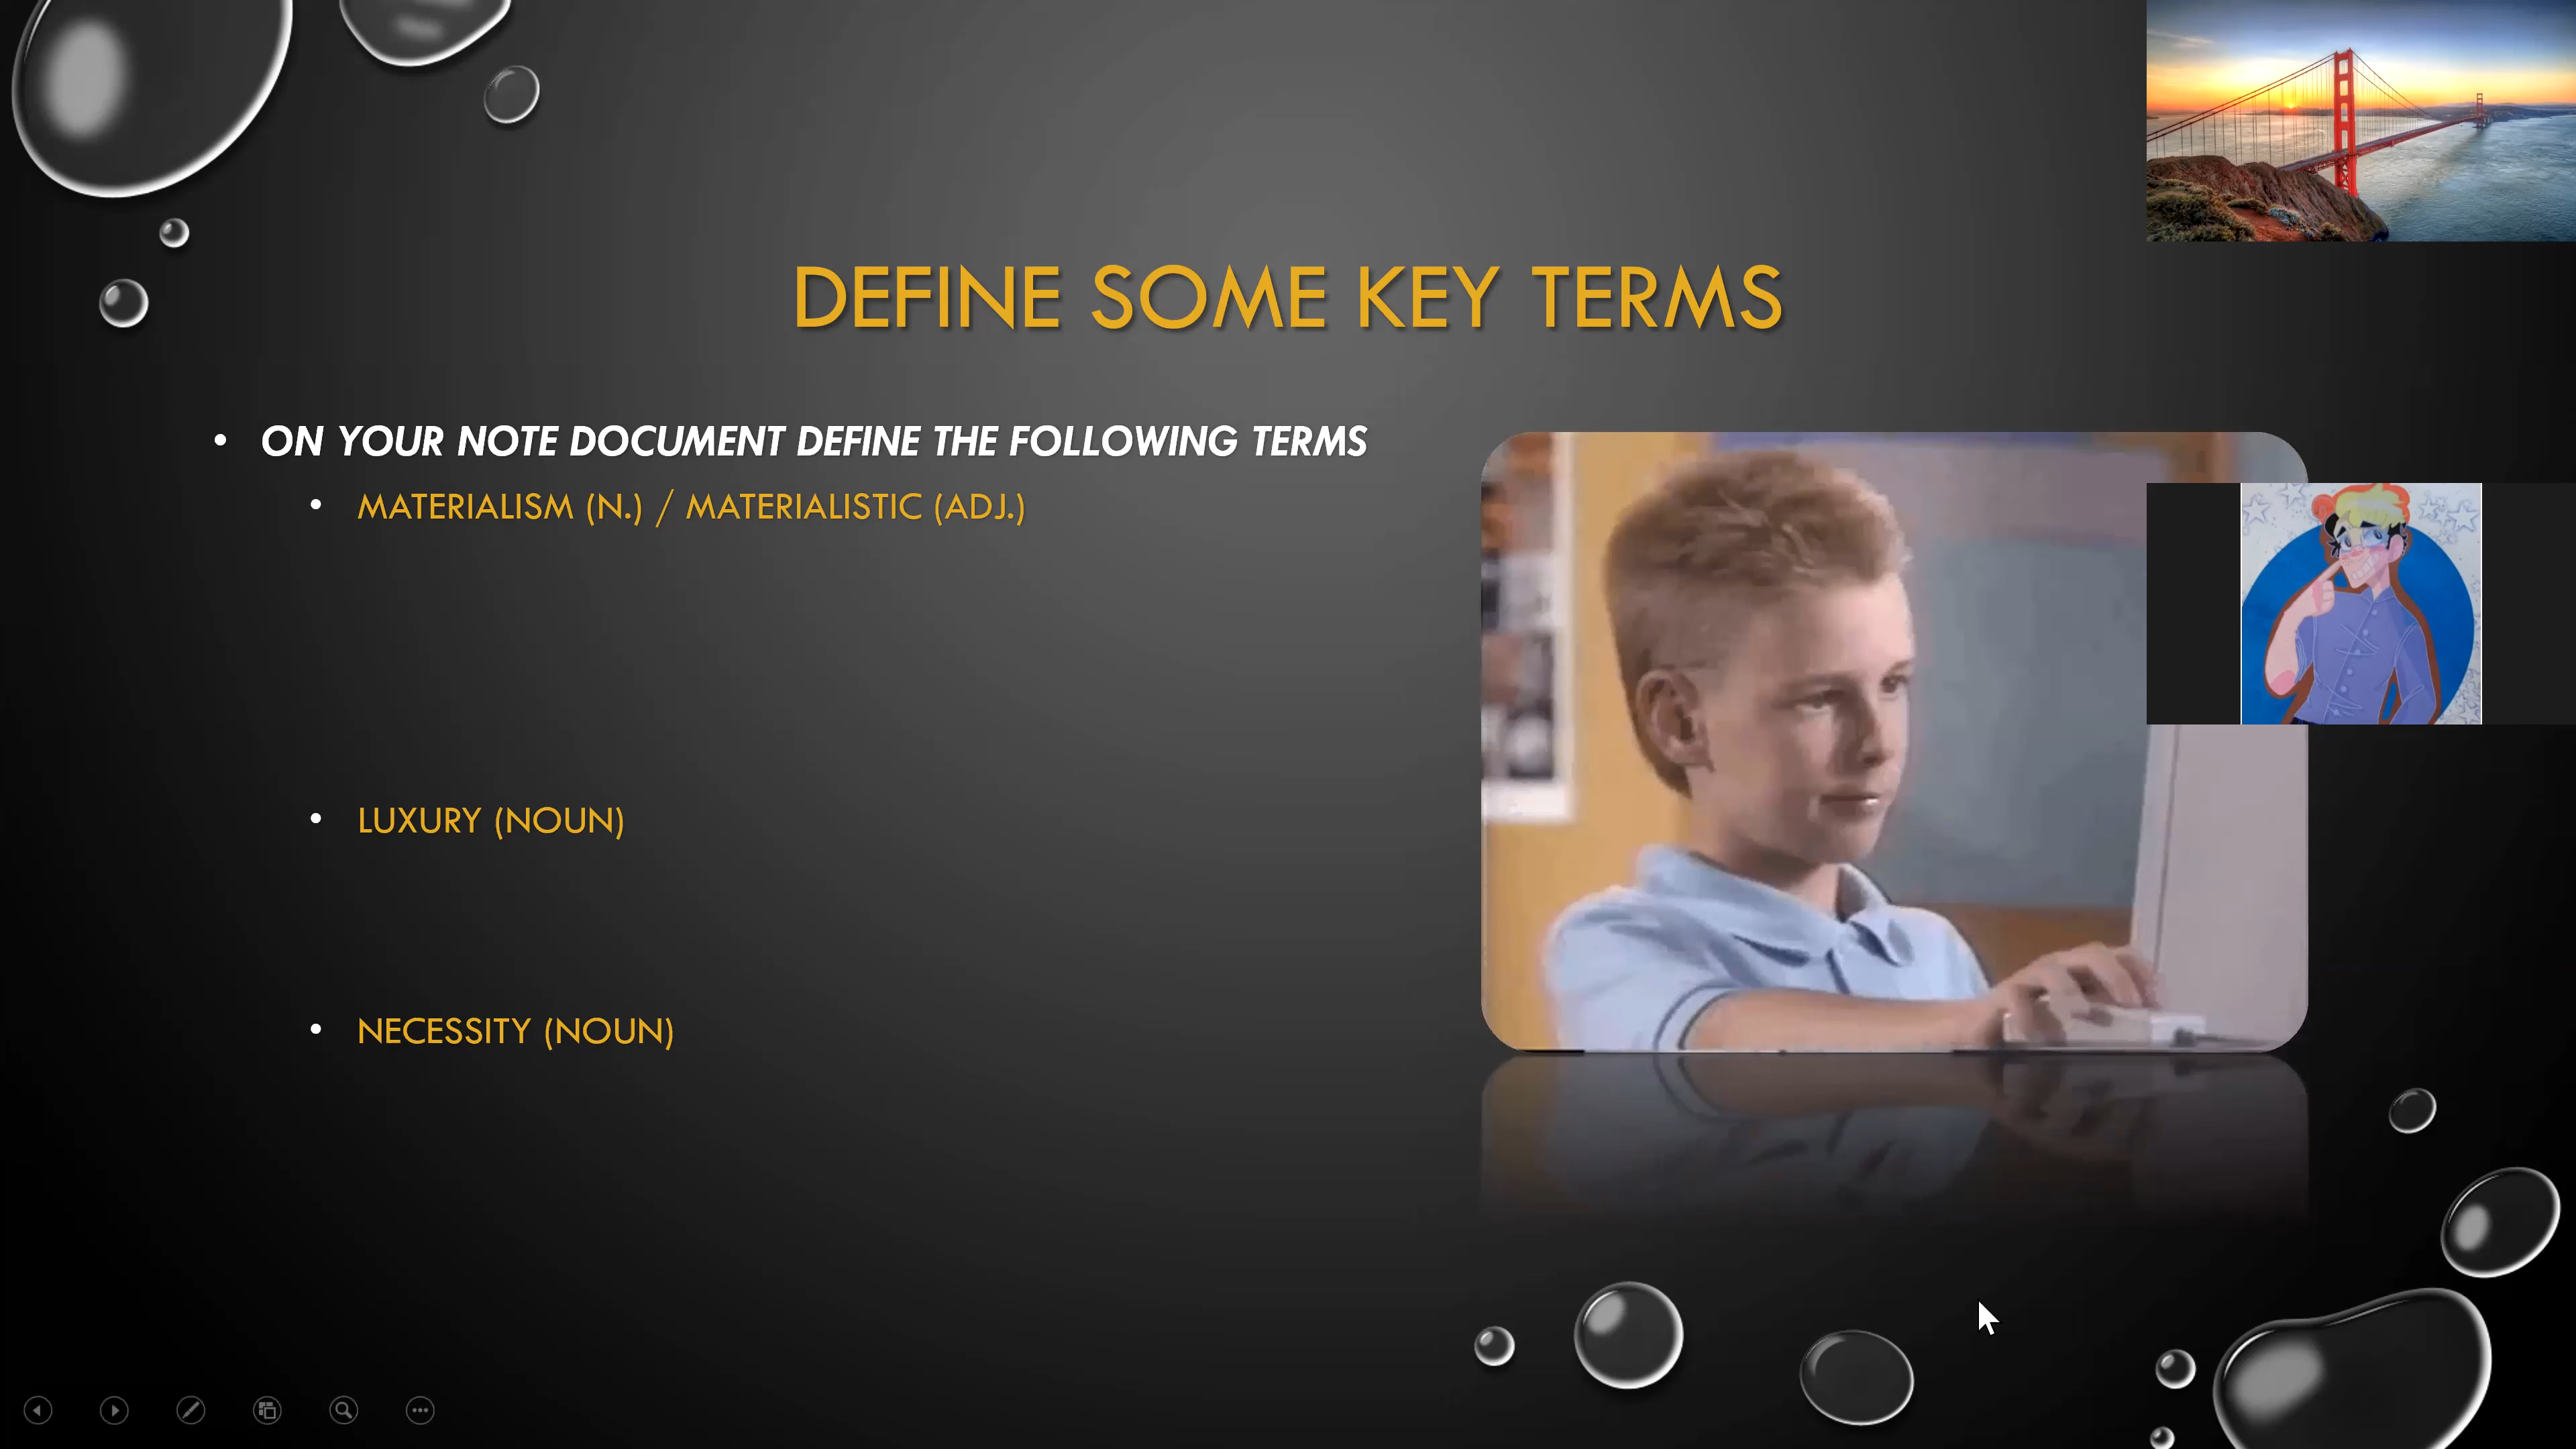 DEFINE SOME KEY TERMS
• ON YOUR NOTE DOCUMENT DEFINE THE FOLLOWING TERMS
• MATERIALISM (N.) / MATERIALISTIC (ADJ.)
• LUXURY (NOUN)
• NECESSITY (NOUN)